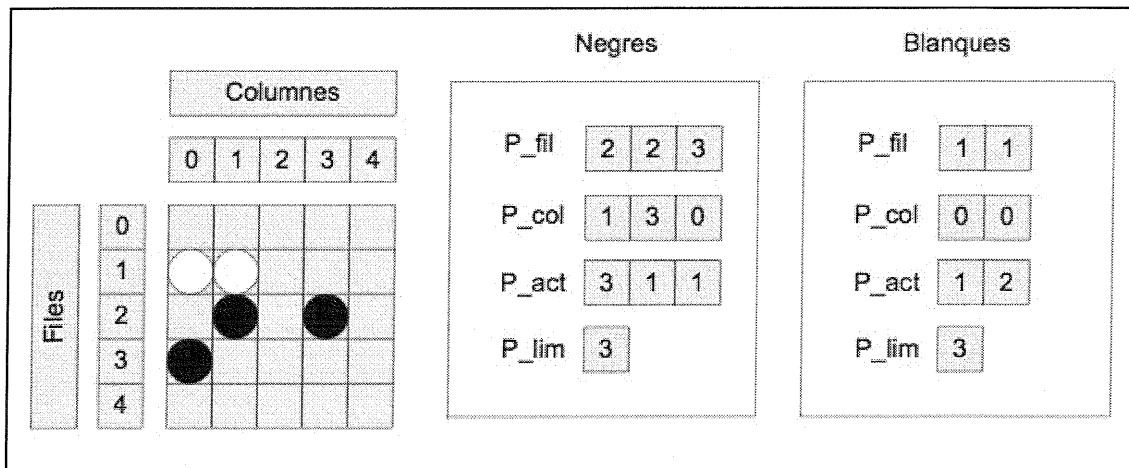 Negres Blanques
Columnes
0 1 2 3 4
Files
0
1
2
3
4
P_fil 2 2 3
P_col 1 3 0
P_act 3 1 1
P_lim 3
P_fil 1 1
P_col 0 0
P_act 1 2
P_lim 3